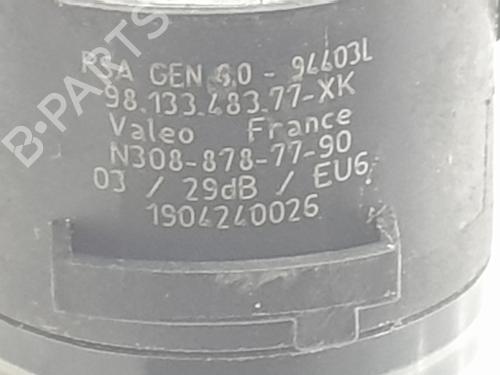 PSA GEN 6.0 - 94403L
98.133.483.77-XK
Valeo France
N308-878-77-90
03 / 29dB / EU6
1904240026
B-PARTS